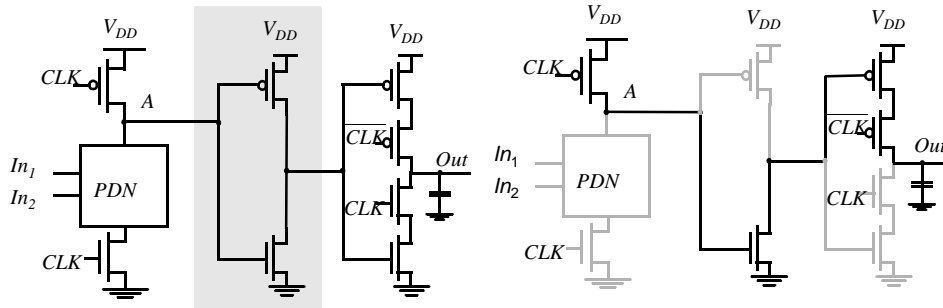 V_DD V_DD V_DD
CLK
A
CLK
In_1
In_2
PDN
Out
CLK
CLK
V_DD V_DD V_DD
CLK
A
CLK
In_1
In_2
PDN
Out
CLK
CLK